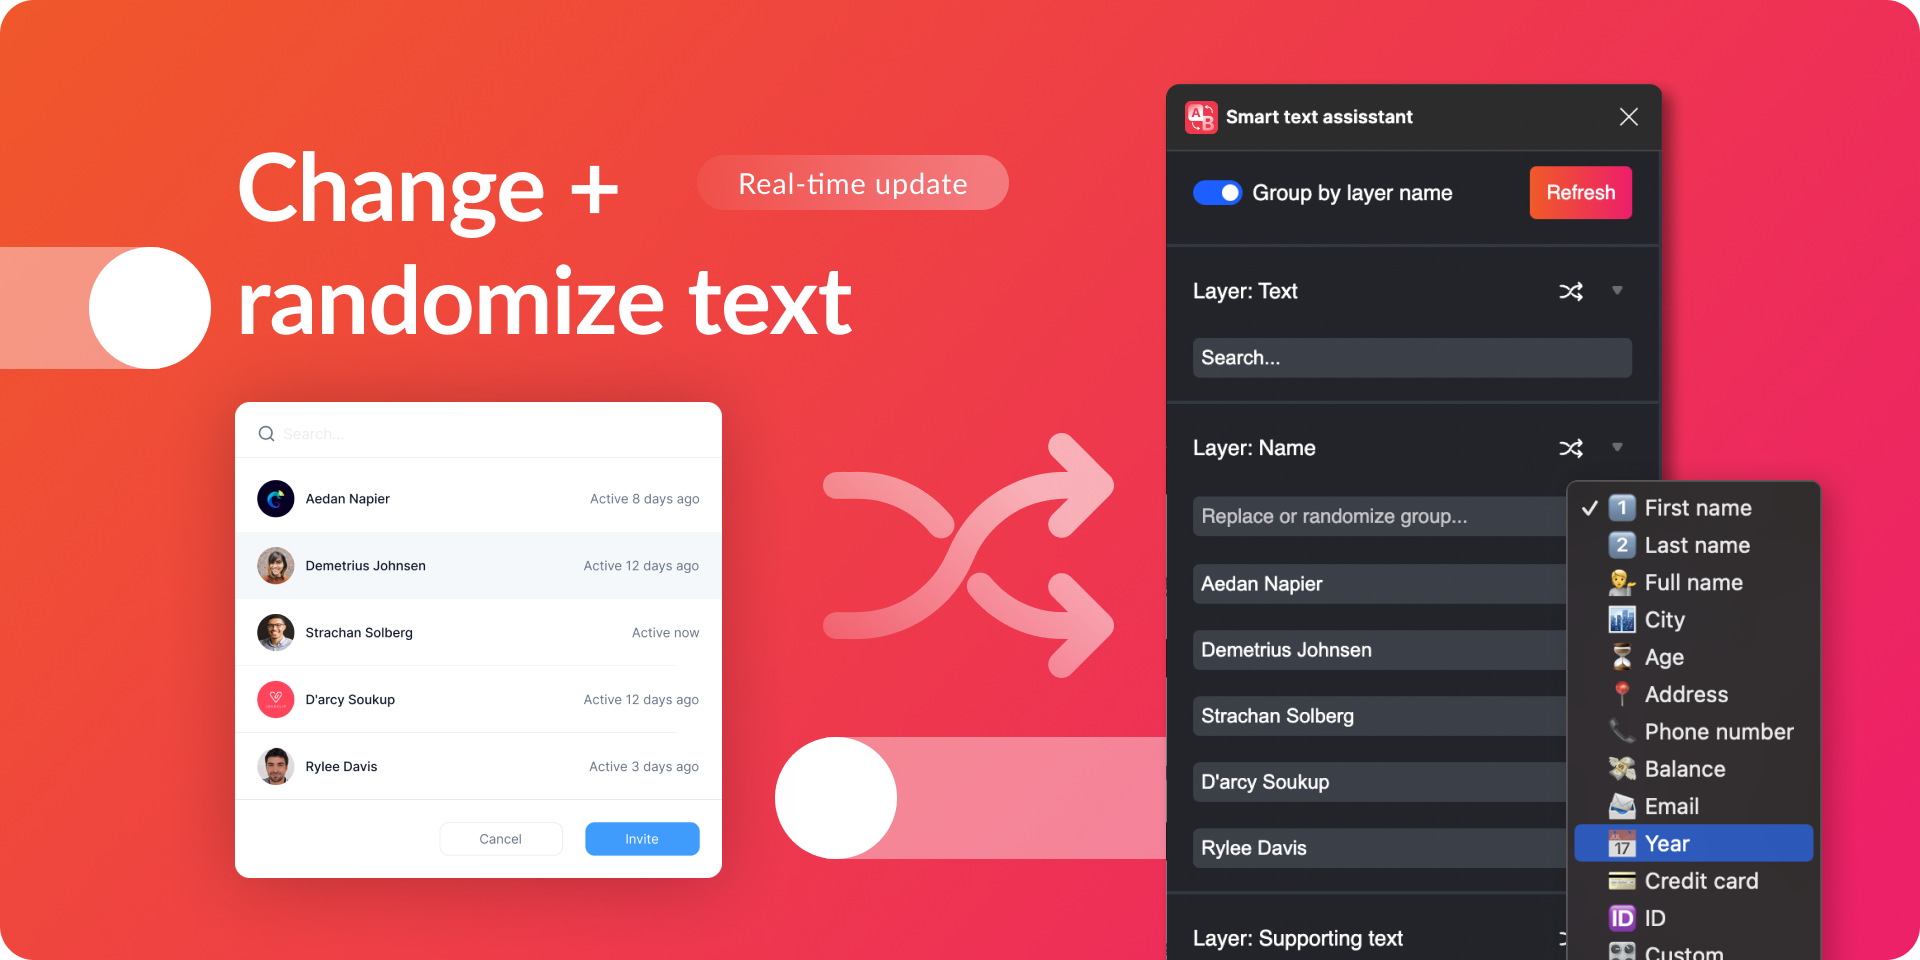 Change +
randomize text
Real-time update
Search...
Aedan Napier
Active 8 days ago
Demetrius Johnsen
Active 12 days ago
Strachan Solberg
Active now
D'arcy Soukup
Active 12 days ago
Rylee Davis
Active 3 days ago
Cancel
Invite
A
B
Smart text assisstant
Group by layer name
Refresh
Layer: Text
Search...
Layer: Name
Replace or randomize group...
Aedan Napier
Demetrius Johnsen
Strachan Solberg
D'arcy Soukup
Rylee Davis
Layer: Supporting text
✓ 1 First name
2 Last name
Full name
City
Age
Address
Phone number
Balance
Email
17 Year
Credit card
ID ID
Custom